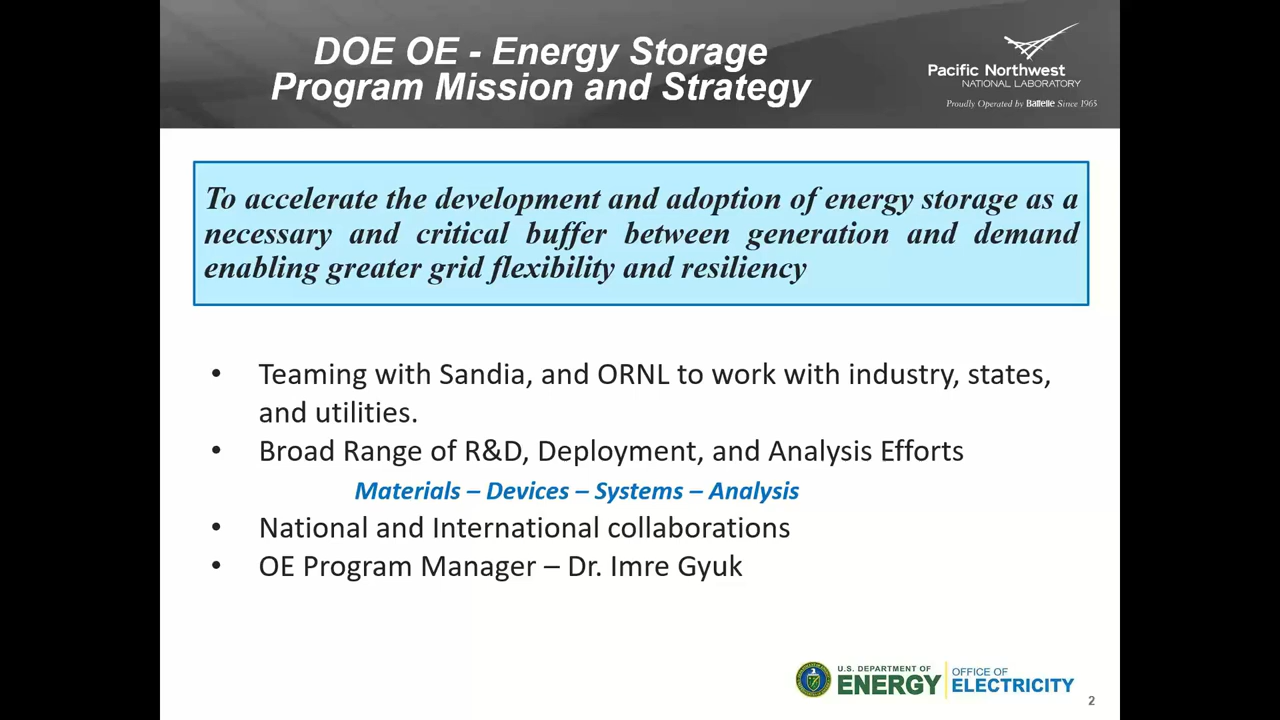 DOE OE - Energy Storage
Program Mission and Strategy
Pacific Northwest
NATIONAL LABORATORY
Proudly Operated by Battelle Since 1965
To accelerate the development and adoption of energy storage as a
necessary and critical buffer between generation and demand
enabling greater grid flexibility and resiliency
• Teaming with Sandia, and ORNL to work with industry, states,
and utilities.
• Broad Range of R&D, Deployment, and Analysis Efforts
Materials – Devices – Systems – Analysis
• National and International collaborations
• OE Program Manager – Dr. Imre Gyuk
U.S. DEPARTMENT OF
ENERGY
OFFICE OF
ELECTRICITY
2